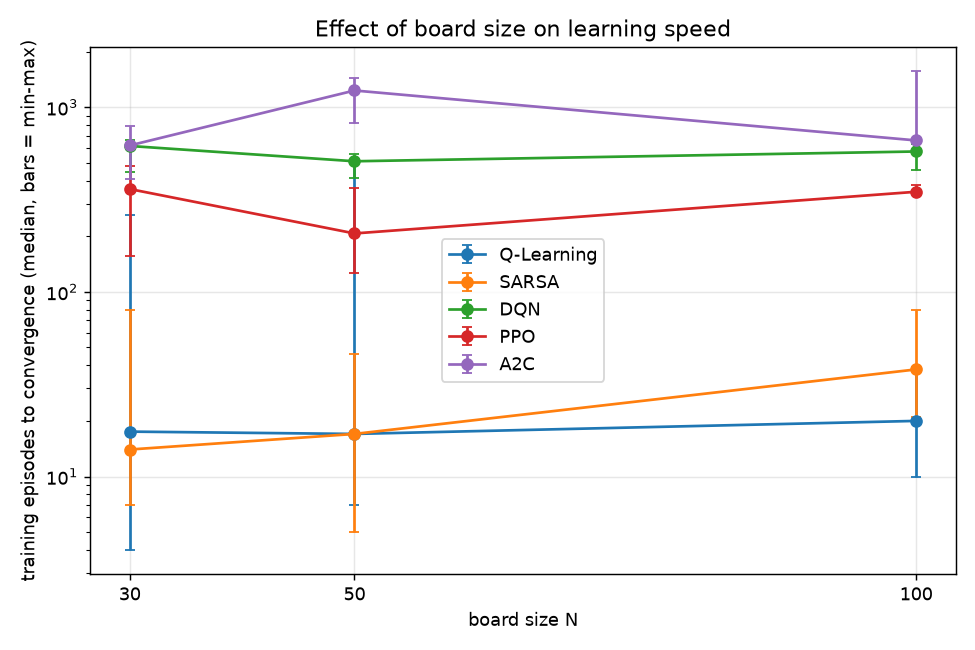 Effect of board size on learning speed
training episodes to convergence (median, bars = min-max)
10³
10²
10¹
Q-Learning
SARSA
DQN
PPO
A2C
30
50
100
board size N